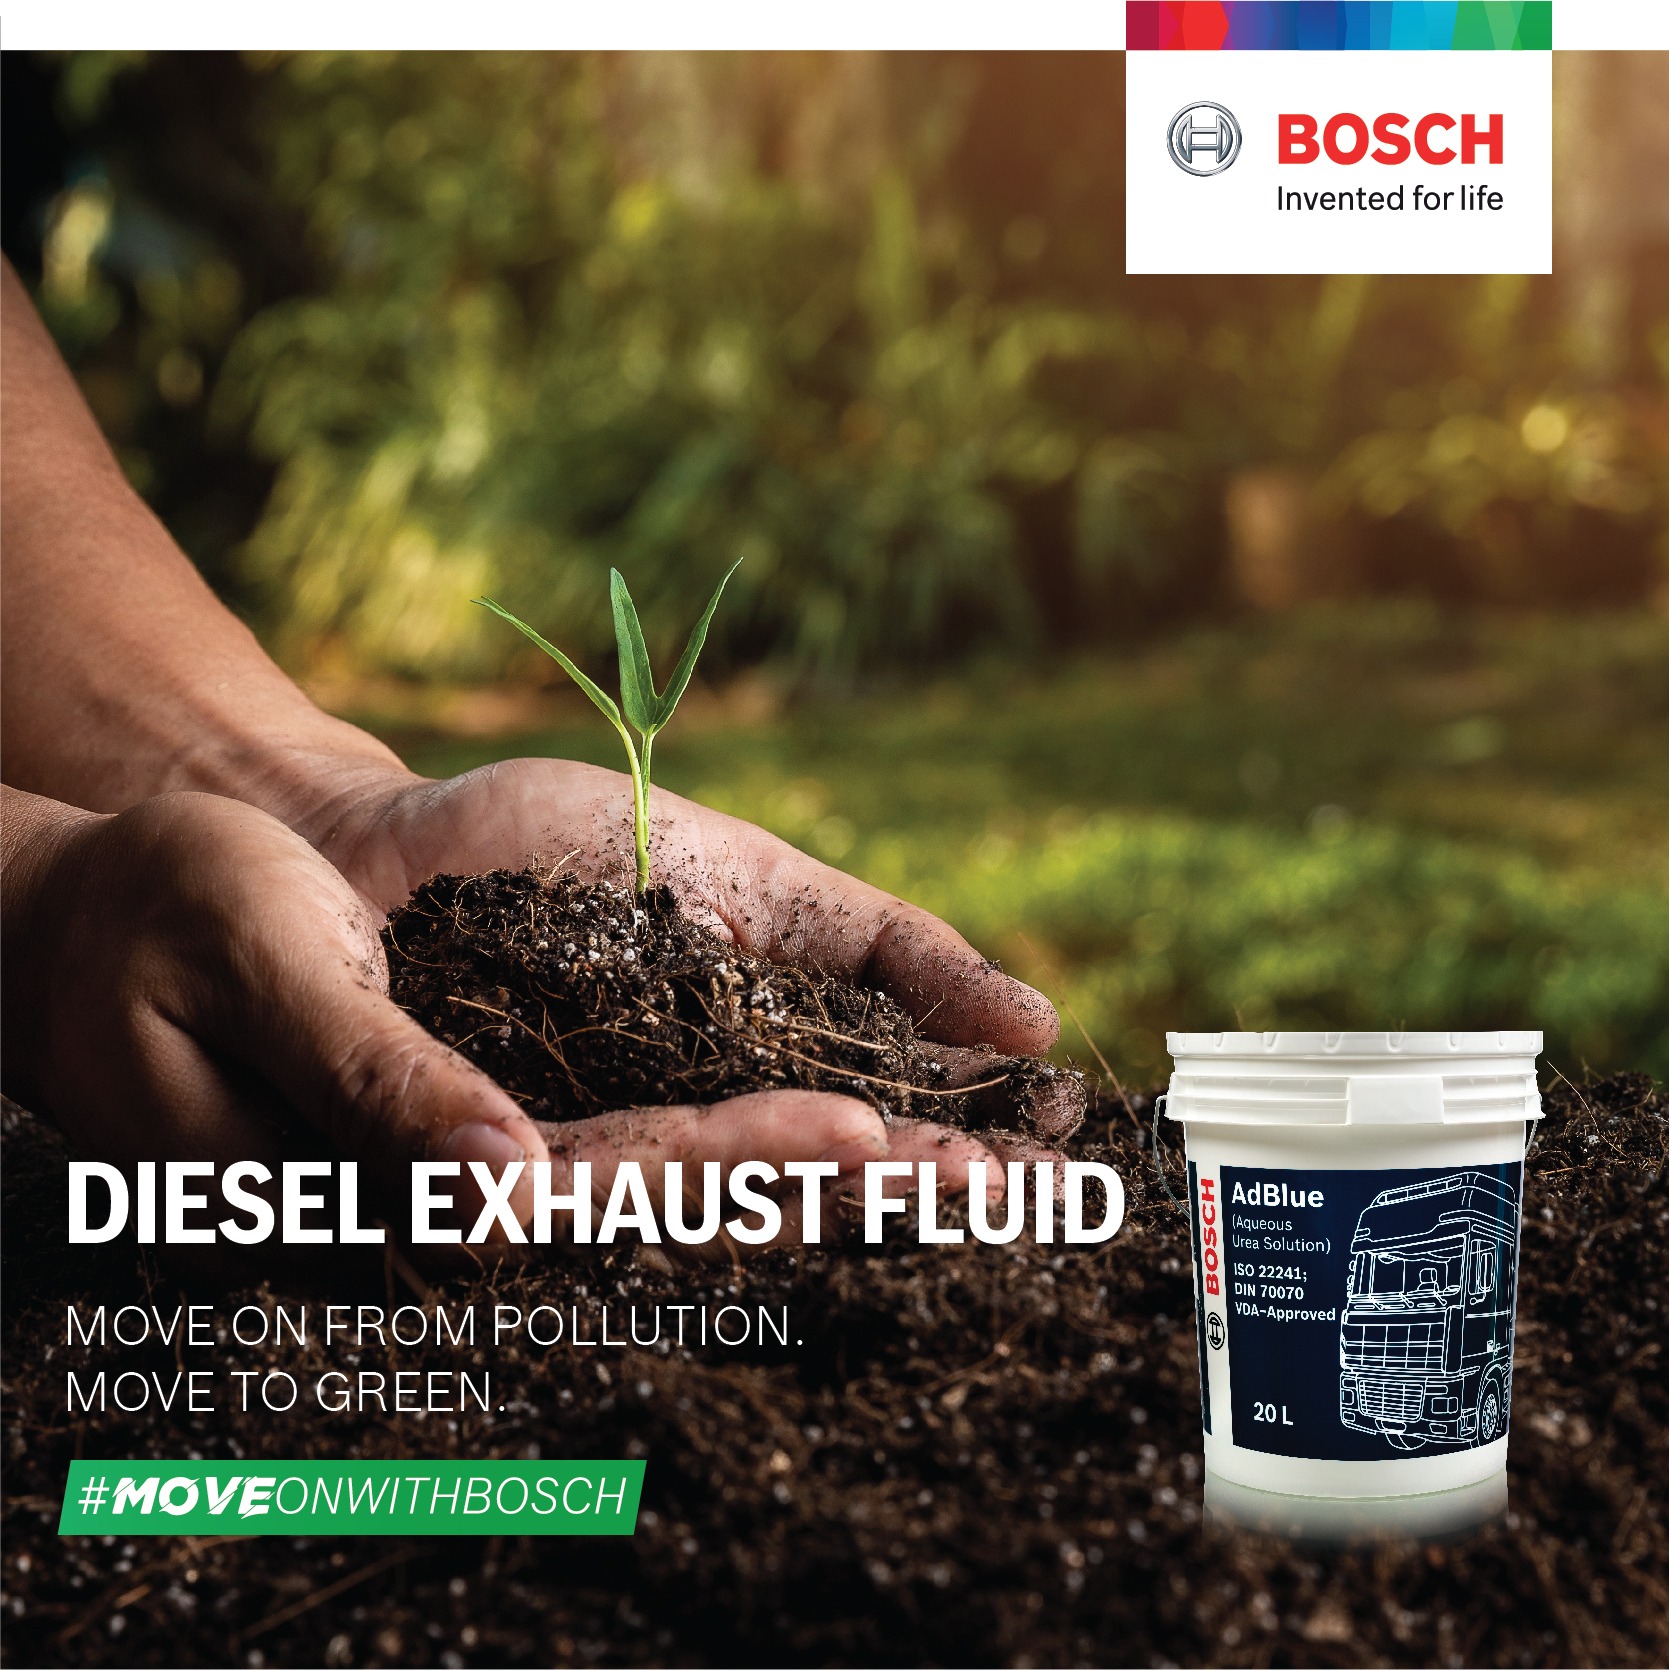 BOSCH
Invented for life
DIESEL EXHAUST FLUID
MOVE ON FROM POLLUTION.
MOVE TO GREEN.
#MOVEONWITHBOSCH
BOSCH
AdBlue
(Aqueous
Urea Solution)
ISO 22241;
DIN 70070
VDA-Approved
20 L